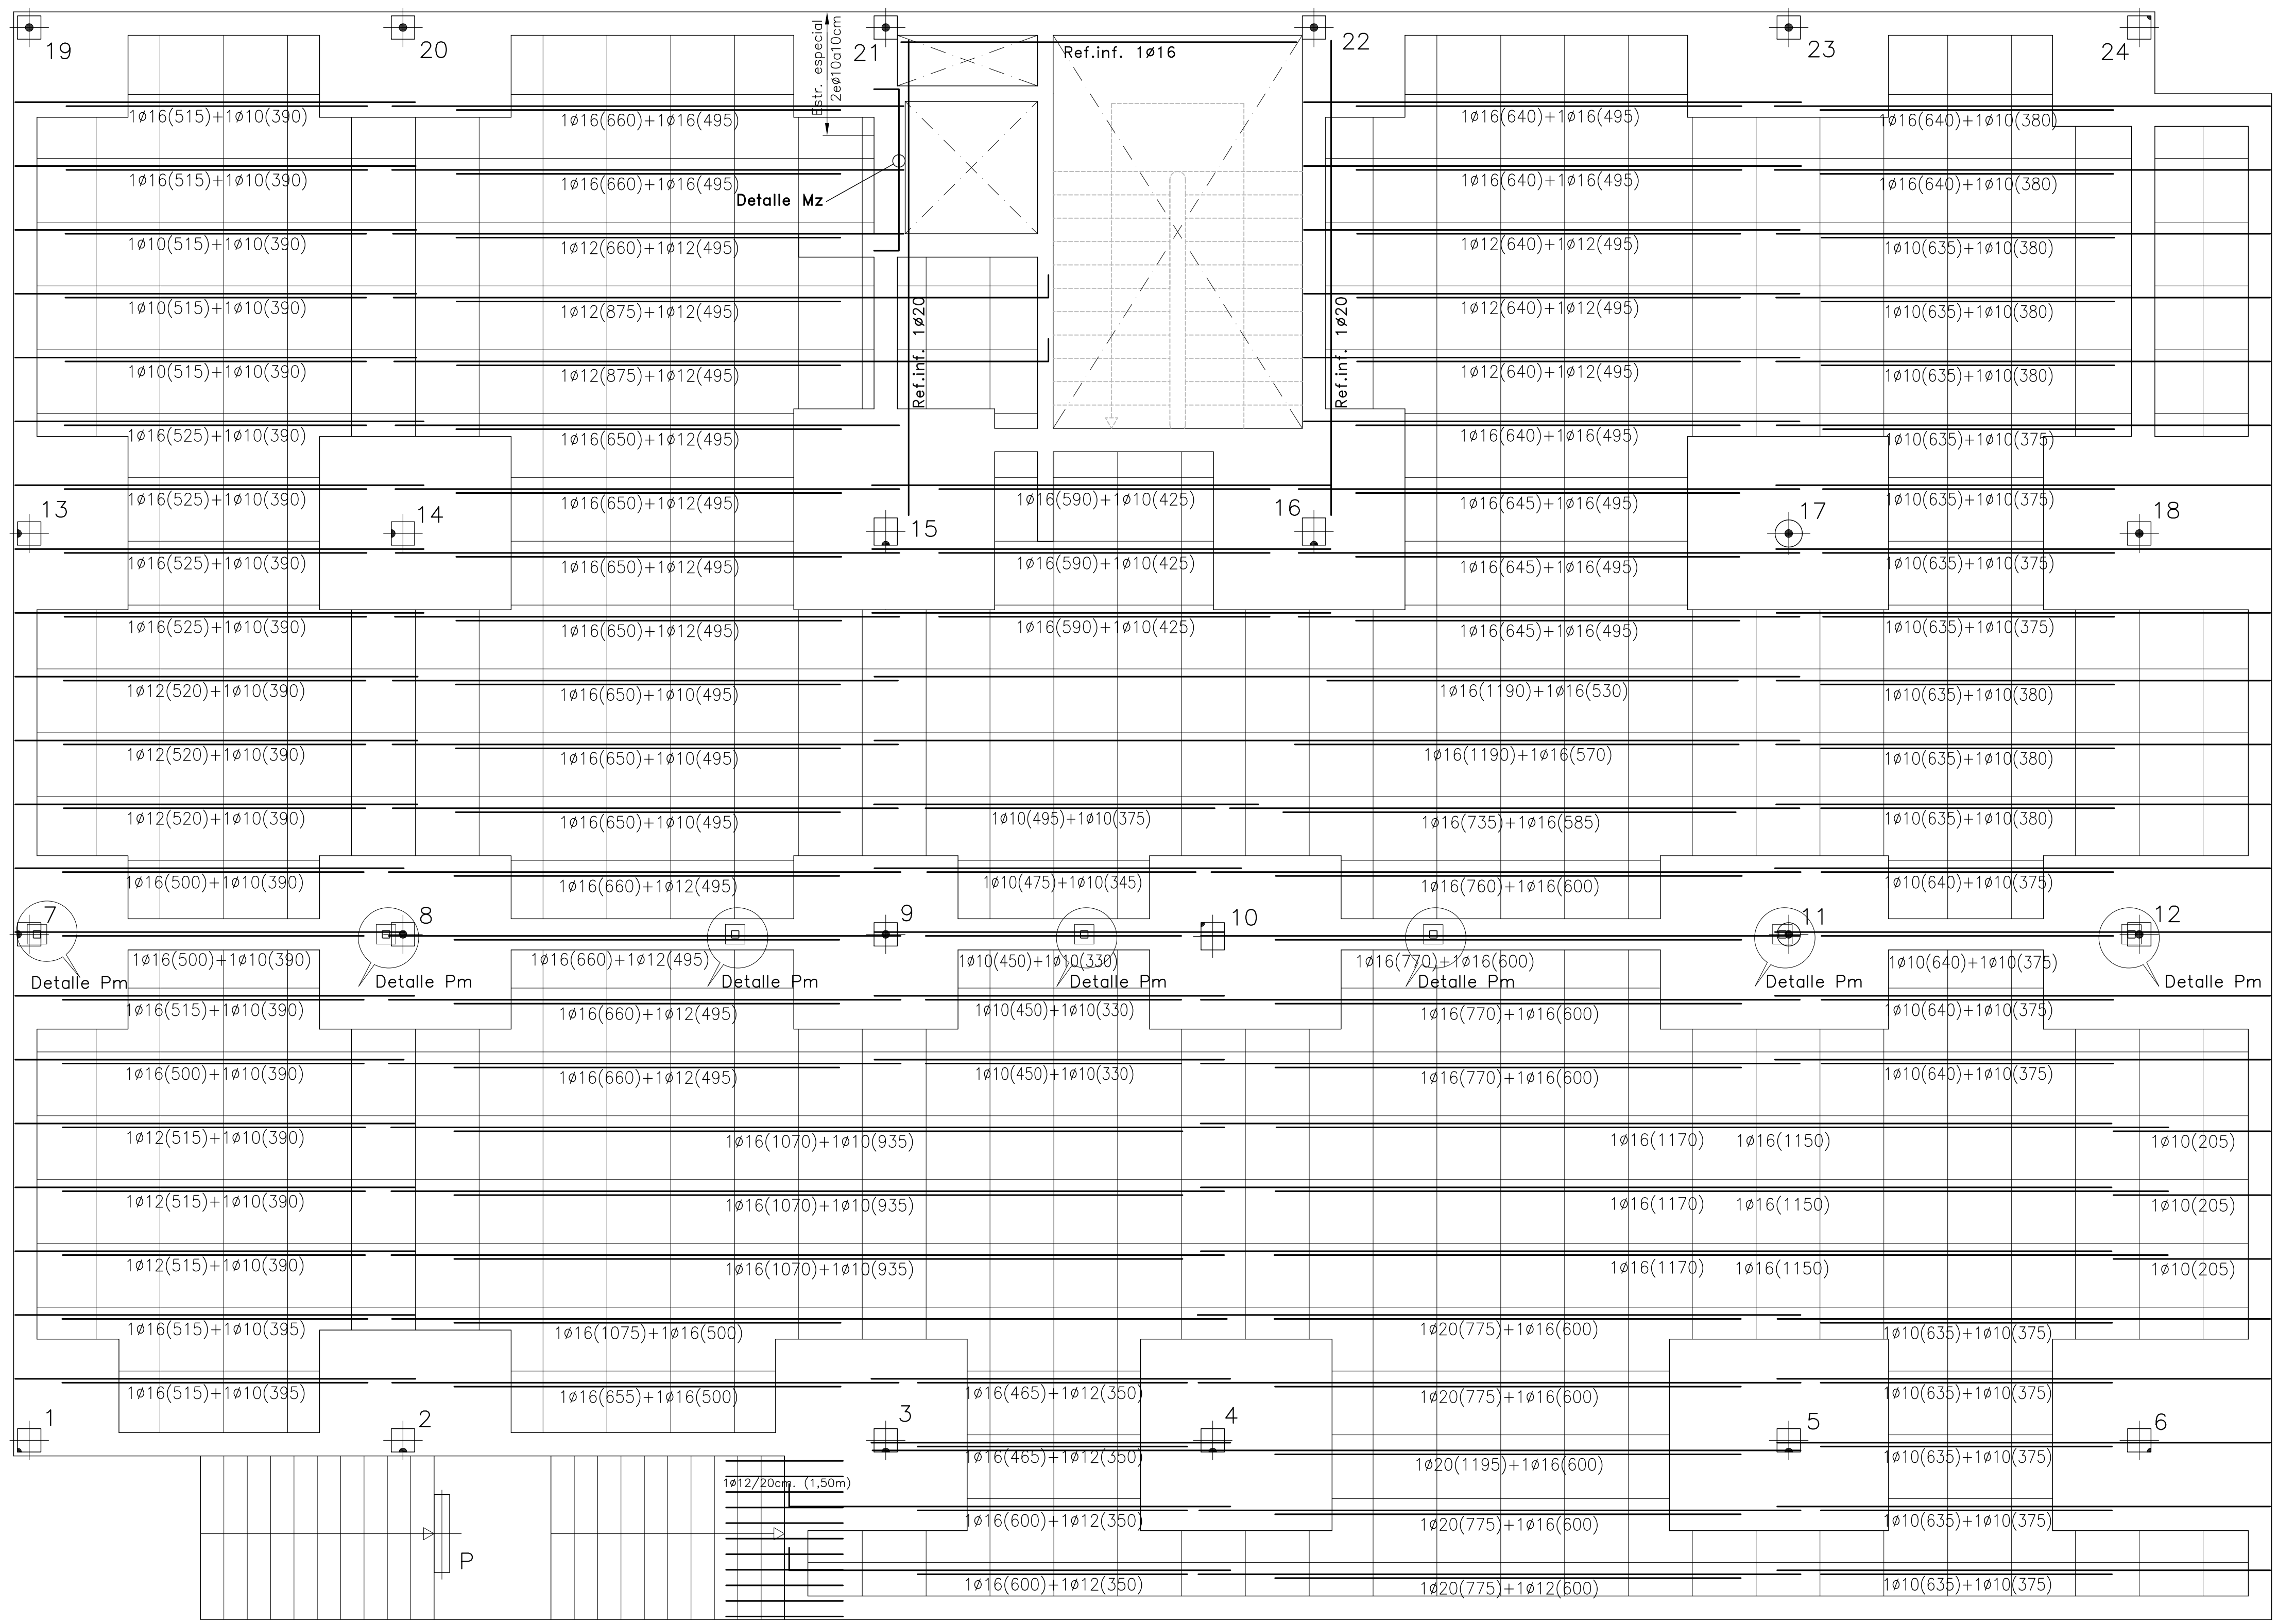 19 20 21 22 23 24
Estr. especial
2eø10a10cm
Ref.inf. 1ø16
1ø16(515)+1ø10(390) 1ø16(660)+1ø16(495) 1ø16(640)+1ø16(495) 1ø16(640)+1ø10(380)
1ø16(515)+1ø10(390) 1ø16(660)+1ø16(495) 1ø16(640)+1ø16(495) 1ø16(640)+1ø10(380)
Detalle Mz
1ø10(515)+1ø10(390) 1ø12(660)+1ø12(495) 1ø12(640)+1ø12(495) 1ø10(635)+1ø10(380)
1ø10(515)+1ø10(390) 1ø12(875)+1ø12(495) 1ø12(640)+1ø12(495) 1ø10(635)+1ø10(380)
Ref.inf. 1ø20 Ref.inf. 1ø20
1ø10(515)+1ø10(390) 1ø12(875)+1ø12(495) 1ø12(640)+1ø12(495) 1ø10(635)+1ø10(380)
1ø16(525)+1ø10(390) 1ø16(650)+1ø12(495) 1ø16(640)+1ø16(495) 1ø10(635)+1ø10(375)
1ø16(525)+1ø10(390) 1ø16(650)+1ø12(495) 1ø16(590)+1ø10(425) 1ø16(645)+1ø16(495) 1ø10(635)+1ø10(375)
13 14 15 16 17 18
1ø16(525)+1ø10(390) 1ø16(650)+1ø12(495) 1ø16(590)+1ø10(425) 1ø16(645)+1ø16(495) 1ø10(635)+1ø10(375)
1ø16(525)+1ø10(390) 1ø16(650)+1ø12(495) 1ø16(590)+1ø10(425) 1ø16(645)+1ø16(495) 1ø10(635)+1ø10(375)
1ø12(520)+1ø10(390) 1ø16(650)+1ø10(495) 1ø16(1190)+1ø16(530) 1ø10(635)+1ø10(380)
1ø12(520)+1ø10(390) 1ø16(650)+1ø10(495) 1ø16(1190)+1ø16(570) 1ø10(635)+1ø10(380)
1ø12(520)+1ø10(390) 1ø16(650)+1ø10(495) 1ø10(495)+1ø10(375) 1ø16(735)+1ø16(585) 1ø10(635)+1ø10(380)
1ø16(500)+1ø10(390) 1ø16(660)+1ø12(495) 1ø10(475)+1ø10(345) 1ø16(760)+1ø16(600) 1ø10(640)+1ø10(375)
7 8 9 10 11 12
1ø16(500)+1ø10(390) 1ø16(660)+1ø12(495) 1ø10(450)+1ø10(330) 1ø16(770)+1ø16(600) 1ø10(640)+1ø10(375)
Detalle Pm Detalle Pm Detalle Pm Detalle Pm Detalle Pm Detalle Pm Detalle Pm
1ø16(515)+1ø10(390) 1ø16(660)+1ø12(495) 1ø10(450)+1ø10(330) 1ø16(770)+1ø16(600) 1ø10(640)+1ø10(375)
1ø16(500)+1ø10(390) 1ø16(660)+1ø12(495) 1ø10(450)+1ø10(330) 1ø16(770)+1ø16(600) 1ø10(640)+1ø10(375)
1ø12(515)+1ø10(390) 1ø16(1070)+1ø10(935) 1ø16(1170) 1ø16(1150) 1ø10(205)
1ø12(515)+1ø10(390) 1ø16(1070)+1ø10(935) 1ø16(1170) 1ø16(1150) 1ø10(205)
1ø12(515)+1ø10(390) 1ø16(1070)+1ø10(935) 1ø16(1170) 1ø16(1150) 1ø10(205)
1ø16(515)+1ø10(395) 1ø16(1075)+1ø16(500) 1ø20(775)+1ø16(600) 1ø10(635)+1ø10(375)
1ø16(515)+1ø10(395) 1ø16(655)+1ø16(500) 1ø16(465)+1ø12(350) 1ø20(775)+1ø16(600) 1ø10(635)+1ø10(375)
1 2 3 4 5 6
1ø16(465)+1ø12(350) 1ø20(1195)+1ø16(600) 1ø10(635)+1ø10(375)
1ø12/20cm. (1,50m)
1ø16(600)+1ø12(350) 1ø20(775)+1ø16(600) 1ø10(635)+1ø10(375)
P
1ø16(600)+1ø12(350) 1ø20(775)+1ø12(600) 1ø10(635)+1ø10(375)